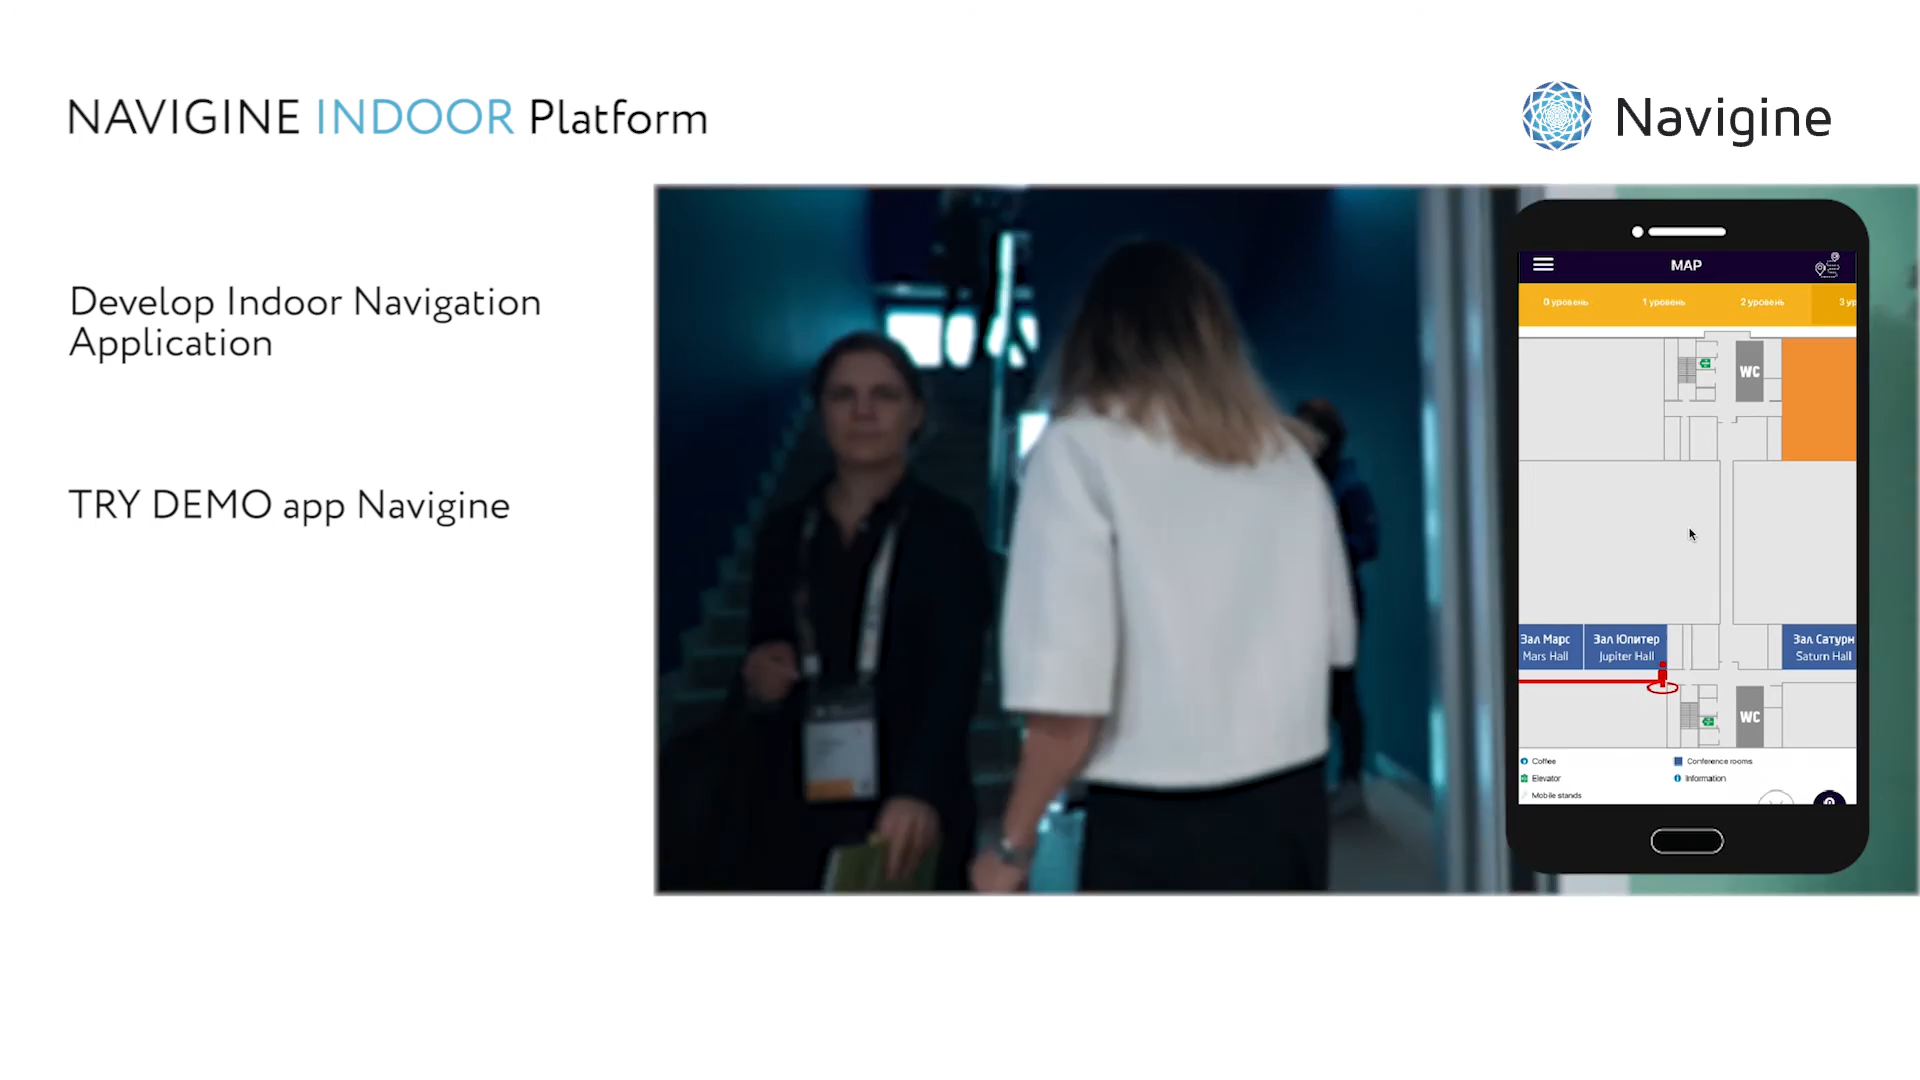 NAVIGINE INDOOR Platform
Navigine
Develop Indoor Navigation
Application
TRY DEMO app Navigine
MAP
0 уровень
1 уровень
2 уровень
3 ур
WC
Зал Марс
Mars Hall
Зал Юпитер
Jupiter Hall
Зал Сатурн
Saturn Hall
WC
Coffee
Conference rooms
Elevator
Information
Mobile stands